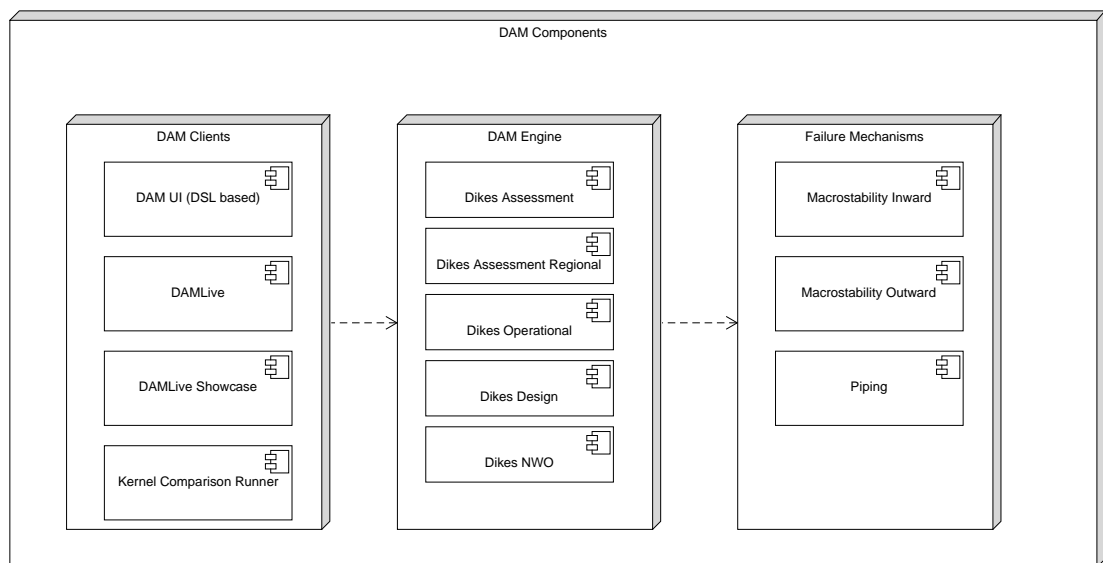 DAM Components
DAM Clients
DAM UI (DSL based)
DAMLive
DAMLive Showcase
Kernel Comparison Runner
DAM Engine
Dikes Assessment
Dikes Assessment Regional
Dikes Operational
Dikes Design
Dikes NWO
Failure Mechanisms
Macrostability Inward
Macrostability Outward
Piping